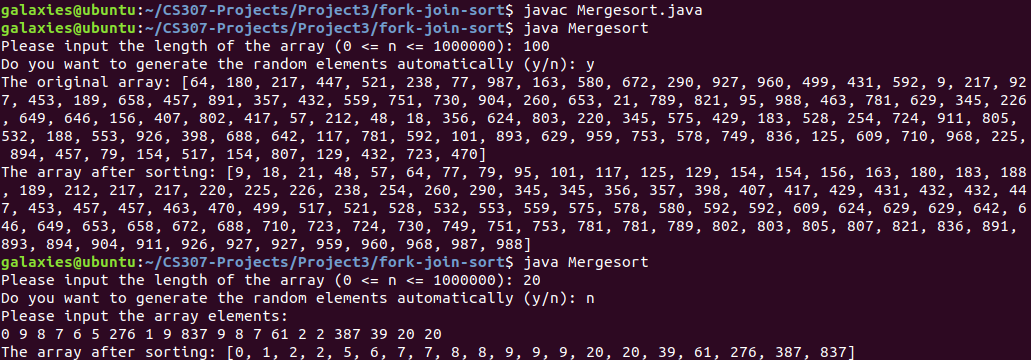 galaxies@ubuntu:~/CS307-Projects/Project3/fork-join-sort$ javac Mergesort.java
galaxies@ubuntu:~/CS307-Projects/Project3/fork-join-sort$ java Mergesort
Please input the length of the array (0 <= n <= 1000000): 100
Do you want to generate the random elements automatically (y/n): y
The original array: [64, 180, 217, 447, 521, 238, 77, 987, 163, 580, 672, 290, 927, 960, 499, 431, 592, 9, 217, 92
7, 453, 189, 658, 457, 891, 357, 432, 559, 751, 730, 904, 260, 653, 21, 789, 821, 95, 988, 463, 781, 629, 345, 226
, 649, 646, 156, 407, 802, 417, 57, 212, 48, 18, 356, 624, 803, 220, 345, 575, 429, 183, 528, 254, 724, 911, 805,
532, 188, 553, 926, 398, 688, 642, 117, 781, 592, 101, 893, 629, 959, 753, 578, 749, 836, 125, 609, 710, 968, 225,
 894, 457, 79, 154, 517, 154, 807, 129, 432, 723, 470]
The array after sorting: [9, 18, 21, 48, 57, 64, 77, 79, 95, 101, 117, 125, 129, 154, 154, 156, 163, 180, 183, 188
, 189, 212, 217, 217, 220, 225, 226, 238, 254, 260, 290, 345, 345, 356, 357, 398, 407, 417, 429, 431, 432, 432, 44
7, 453, 457, 457, 463, 470, 499, 517, 521, 528, 532, 553, 559, 575, 578, 580, 592, 592, 609, 624, 629, 629, 642, 6
46, 649, 653, 658, 672, 688, 710, 723, 724, 730, 749, 751, 753, 781, 781, 789, 802, 803, 805, 807, 821, 836, 891,
893, 894, 904, 911, 926, 927, 927, 959, 960, 968, 987, 988]
galaxies@ubuntu:~/CS307-Projects/Project3/fork-join-sort$ java Mergesort
Please input the length of the array (0 <= n <= 1000000): 20
Do you want to generate the random elements automatically (y/n): n
Please input the array elements:
0 9 8 7 6 5 276 1 9 837 9 8 7 61 2 2 387 39 20 20
The array after sorting: [0, 1, 2, 2, 5, 6, 7, 7, 8, 8, 9, 9, 9, 20, 20, 39, 61, 276, 387, 837]